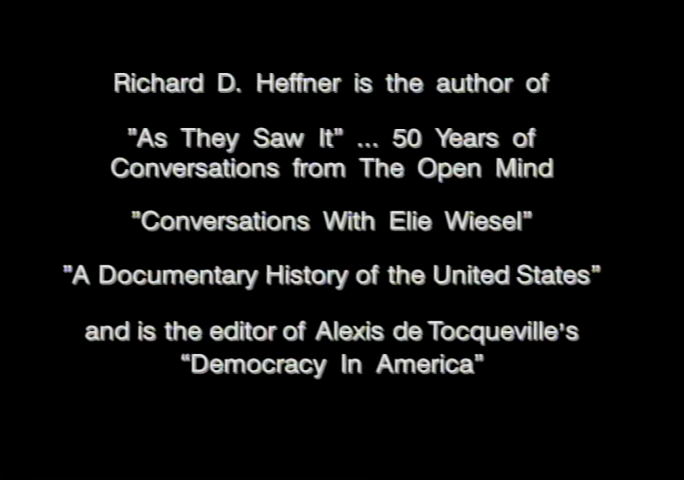 Richard D. Heffner is the author of
"As They Saw It" ... 50 Years of
Conversations from The Open Mind
"Conversations With Elie Wiesel"
"A Documentary History of the United States"
and is the editor of Alexis de Tocqueville's
“Democracy In America”